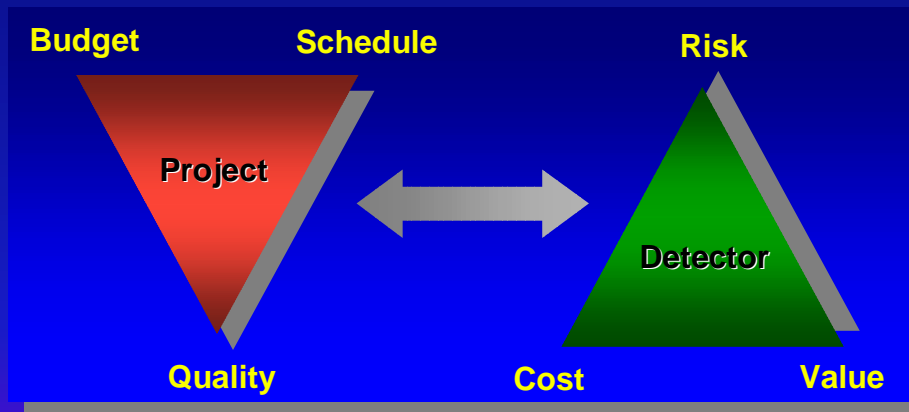 Budget
Schedule
Risk
Project
Detector
Quality
Cost
Value